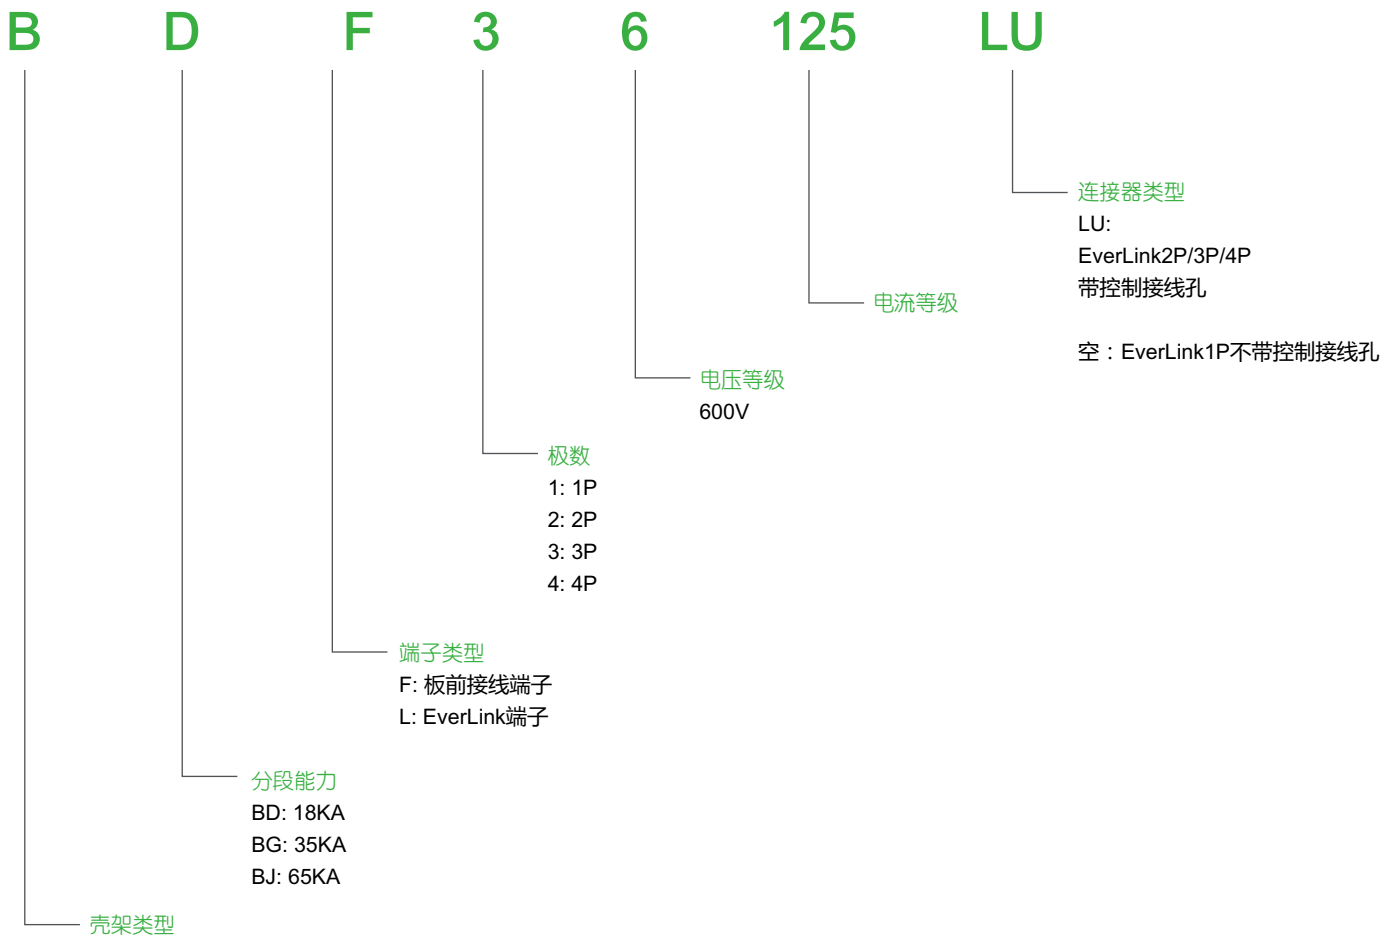 B D F 3 6 125 LU
连接器类型
LU:
EverLink2P/3P/4P
带控制接线孔
空：EverLink1P不带控制接线孔
电流等级
电压等级
600V
极数
1: 1P
2: 2P
3: 3P
4: 4P
端子类型
F: 板前接线端子
L: EverLink端子
分段能力
BD: 18KA
BG: 35KA
BJ: 65KA
壳架类型